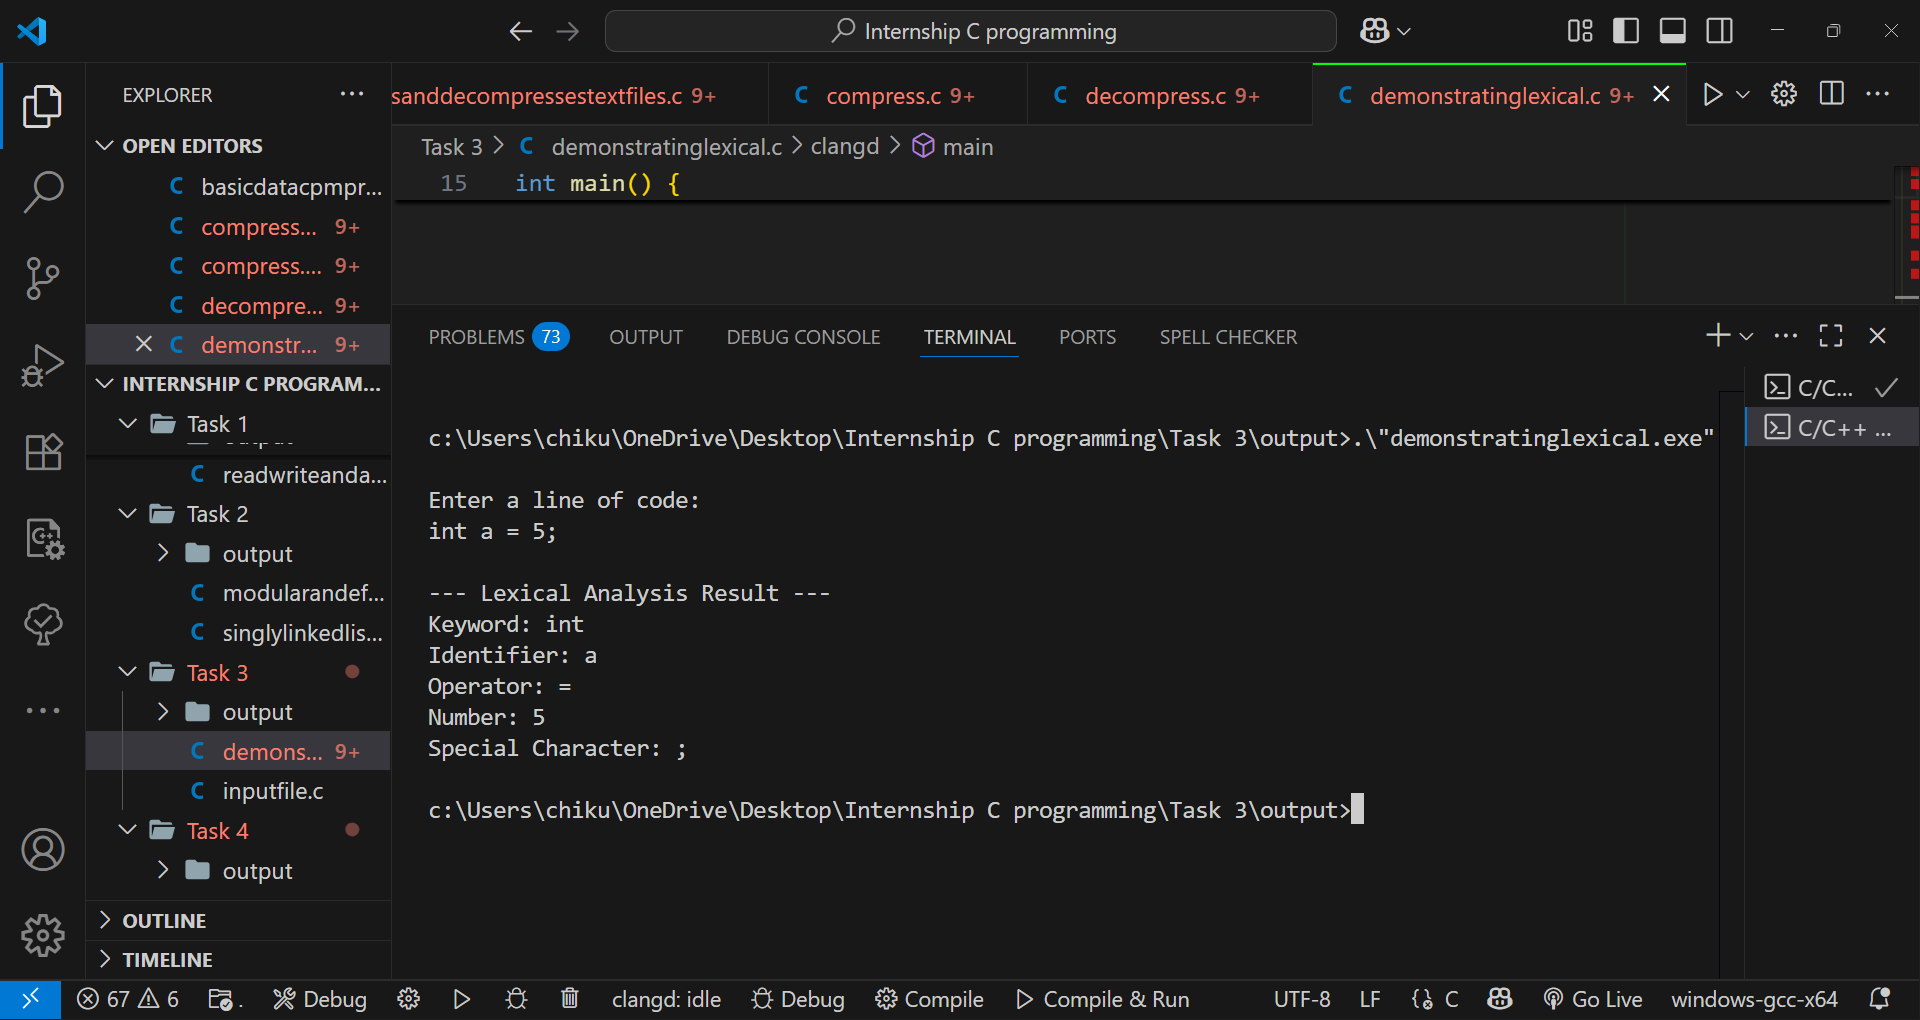 Internship C programming
EXPLORER
OPEN EDITORS
C basicdatacpmpr...
C compress... 9+
C compress.... 9+
C decompre... 9+
C demonstr... 9+
INTERNSHIP C PROGRAM...
Task 1
C readwriteanda...
Task 2
output
C modularandef...
C singlylinkedlis...
Task 3
output
C demons... 9+
C inputfile.c
Task 4
output
OUTLINE
TIMELINE
sanddecompressestextfiles.c 9+
C compress.c 9+
C decompress.c 9+
C demonstratinglexical.c 9+
Task 3 > C demonstratinglexical.c > clangd > main
15 int main() {
PROBLEMS 73 OUTPUT DEBUG CONSOLE TERMINAL PORTS SPELL CHECKER
c:\Users\chiku\OneDrive\Desktop\Internship C programming\Task 3\output>.\"demonstratinglexical.exe"
Enter a line of code:
int a = 5;
--- Lexical Analysis Result ---
Keyword: int
Identifier: a
Operator: =
Number: 5
Special Character: ;
c:\Users\chiku\OneDrive\Desktop\Internship C programming\Task 3\output>
C/C...
C/C++ ...
67 6 . Debug clangd: idle Debug Compile Compile & Run UTF-8 LF C Go Live windows-gcc-x64